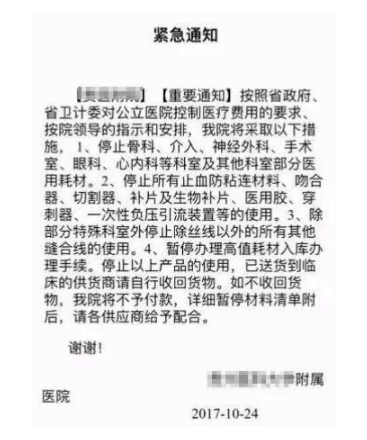 紧急通知
【重要通知】按照省政府、
省卫计委对公立医院控制医疗费用的要求、
按院领导的指示和安排，我院将采取以下措
施，1、停止骨科、介入、神经外科、手术
室、眼科、心内科等科室及其他科室部分医
用耗材。2、停止所有止血防粘连材料、吻合
器、切割器、补片及生物补片、医用胶、穿
刺器、一次性负压引流装置等的使用。3、除
部分特殊科室外停止除丝线以外的所有其他
缝合线的使用。4、暂停办理高值耗材入库办
理手续。停止以上产品的使用，已送货到临
床的供货商请自行收回货物。如不收回货
物，我院将不予付款，详细暂停材料清单附
后，请各供应商给予配合。
谢谢！
附属
医院
2017-10-24